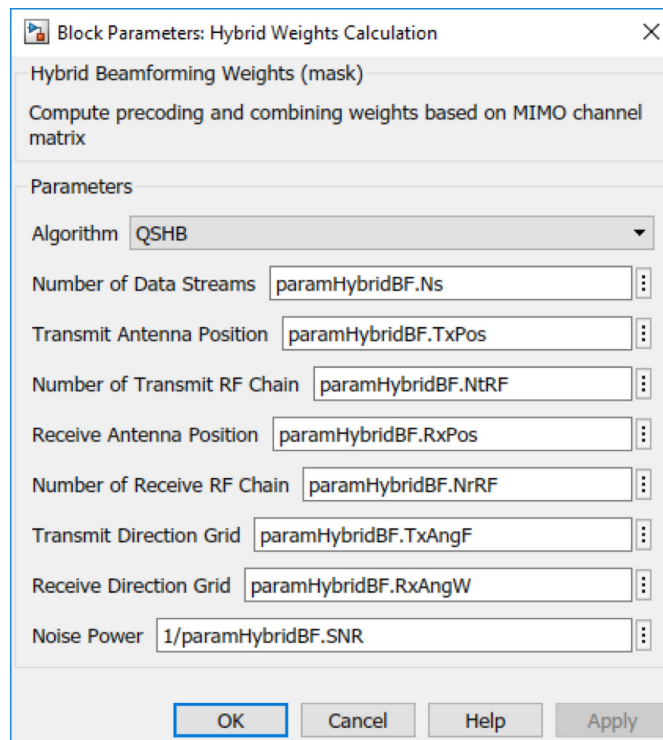 Block Parameters: Hybrid Weights Calculation
Hybrid Beamforming Weights (mask)
Compute precoding and combining weights based on MIMO channel
matrix
Parameters
Algorithm QSHB
Number of Data Streams paramHybridBF.Ns
Transmit Antenna Position paramHybridBF.TxPos
Number of Transmit RF Chain paramHybridBF.NtRF
Receive Antenna Position paramHybridBF.RxPos
Number of Receive RF Chain paramHybridBF.NrRF
Transmit Direction Grid paramHybridBF.TxAngF
Receive Direction Grid paramHybridBF.RxAngW
Noise Power 1/paramHybridBF.SNR
OK Cancel Help Apply